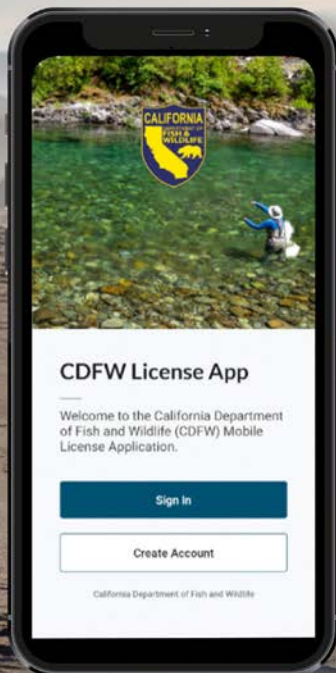 CALIFORNIA
DEPARTMENT OF
FISH &
WILDLIFE
CDFW License App
Welcome to the California Department
of Fish and Wildlife (CDFW) Mobile
License Application.
Sign In
Create Account
California Department of Fish and Wildlife